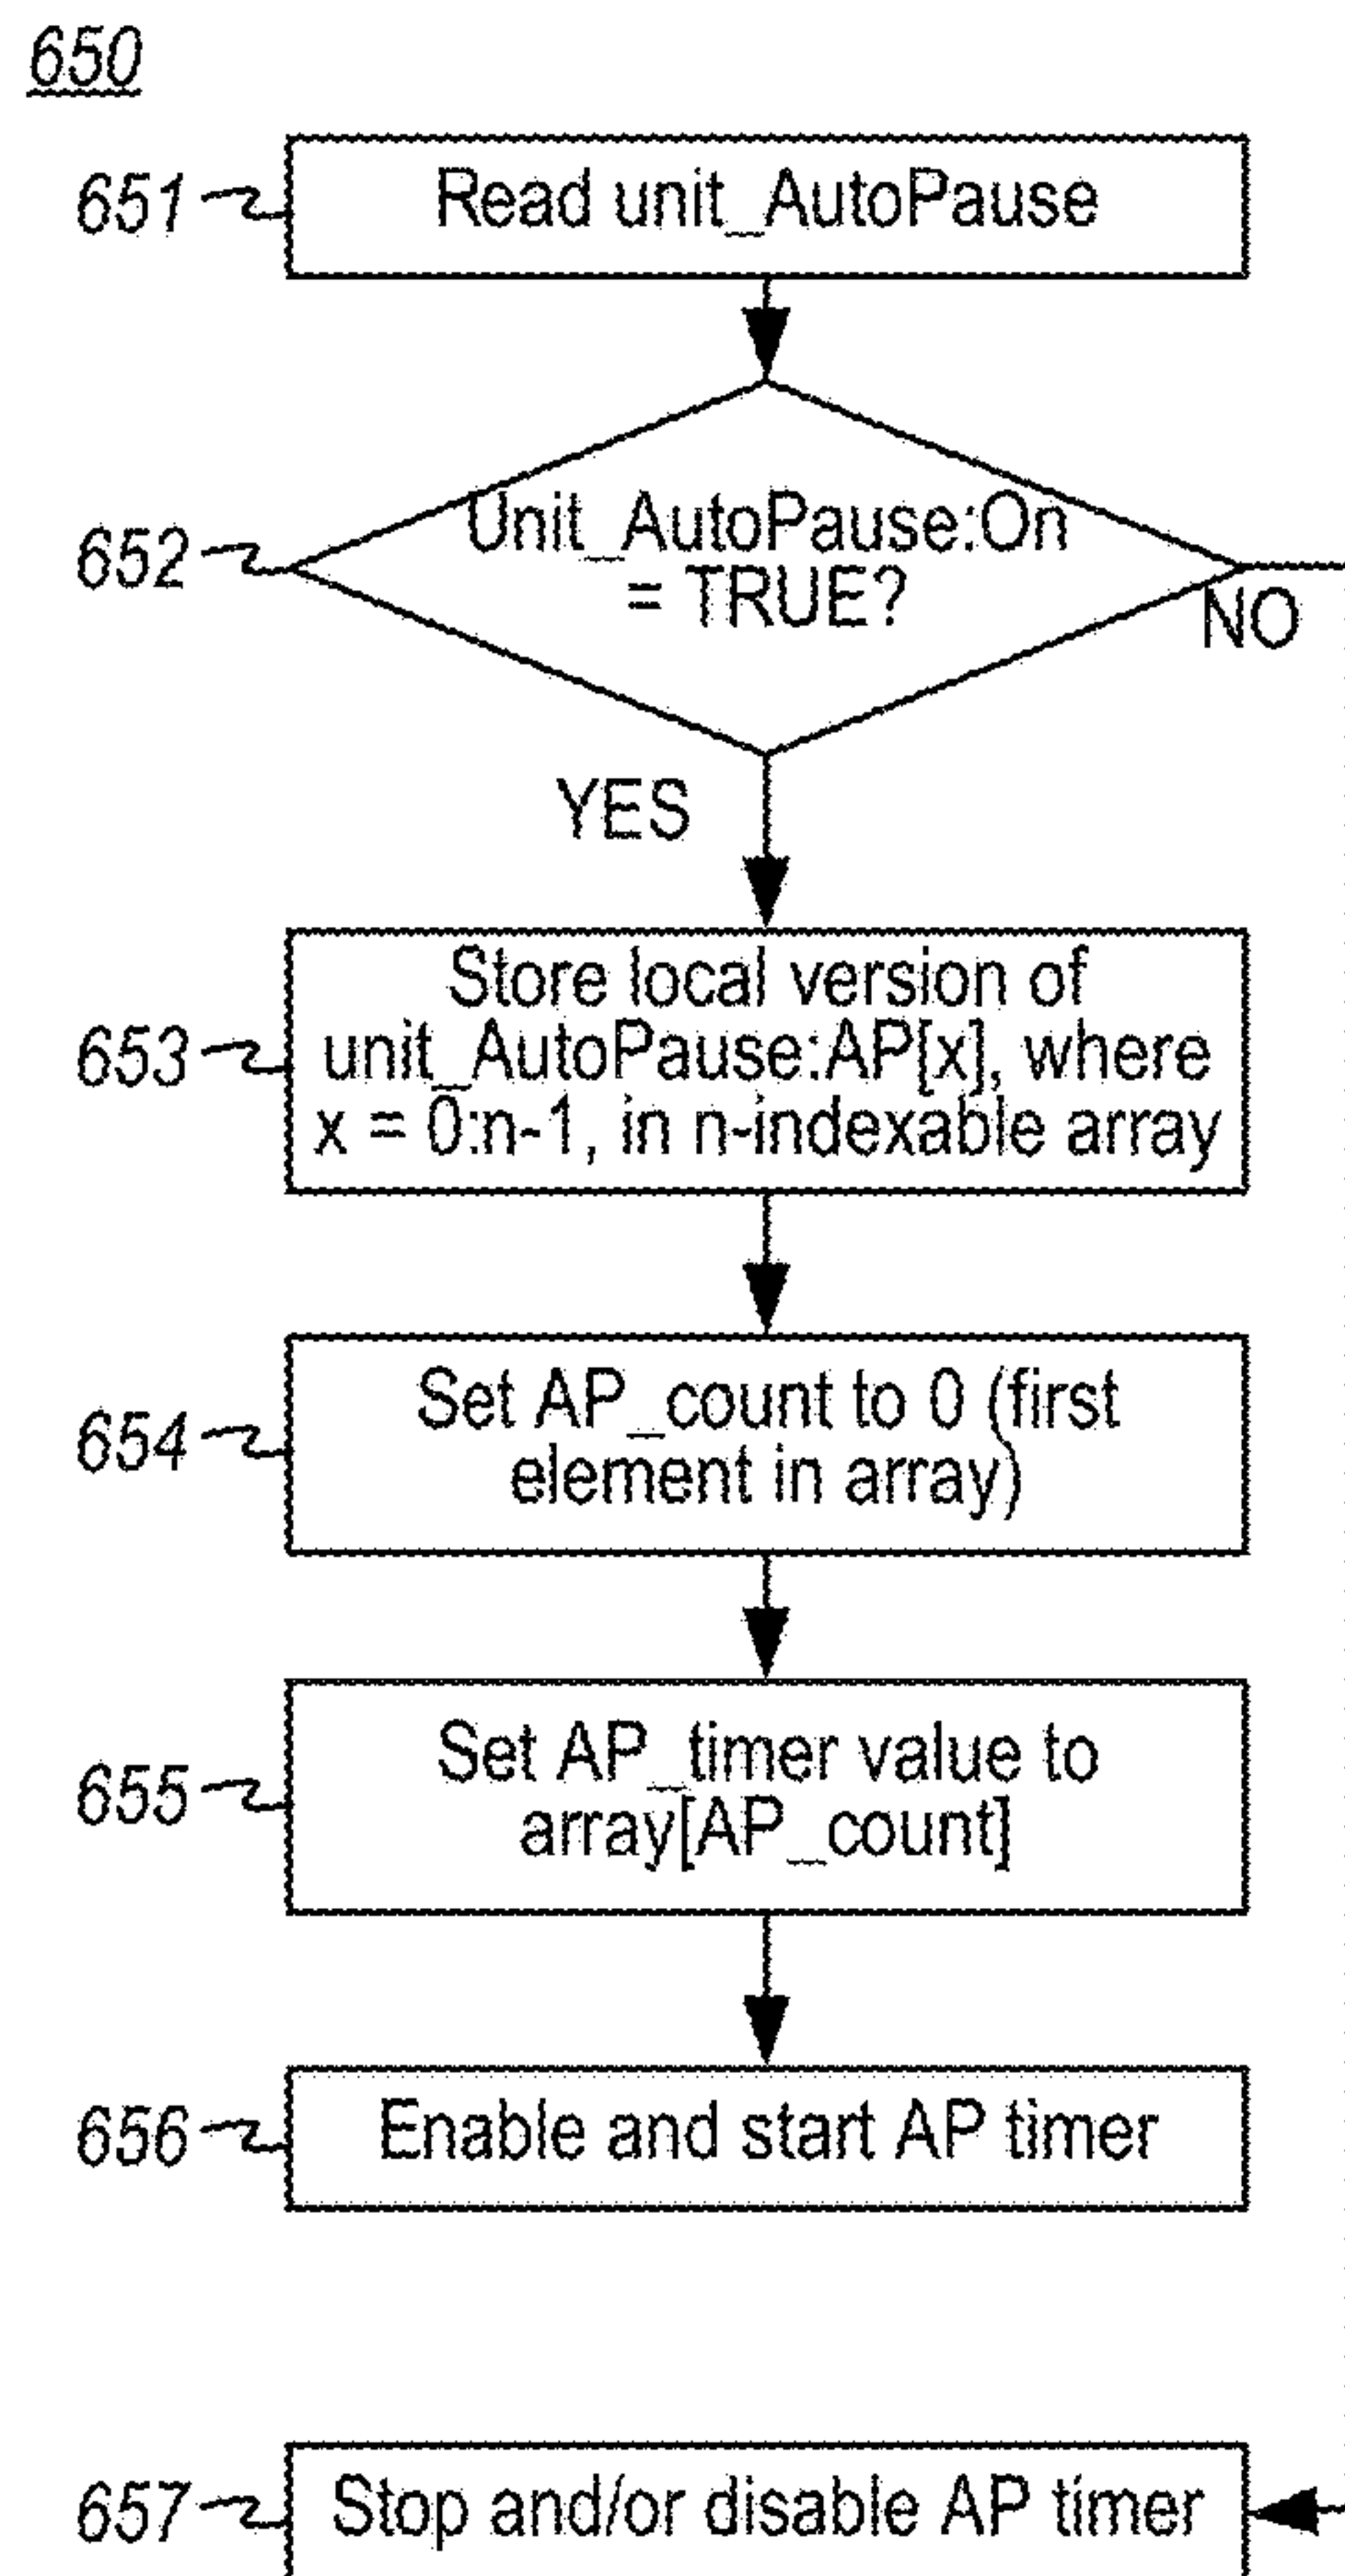 650
651
Read unit_AutoPause
652
Unit_AutoPause:On
= TRUE?
NO
YES
653
Store local version of
unit_AutoPause:AP[x], where
x = 0:n-1, in n-indexable array
654
Set AP_count to 0 (first
element in array)
655
Set AP_timer value to
array[AP_count]
656
Enable and start AP timer
657
Stop and/or disable AP timer